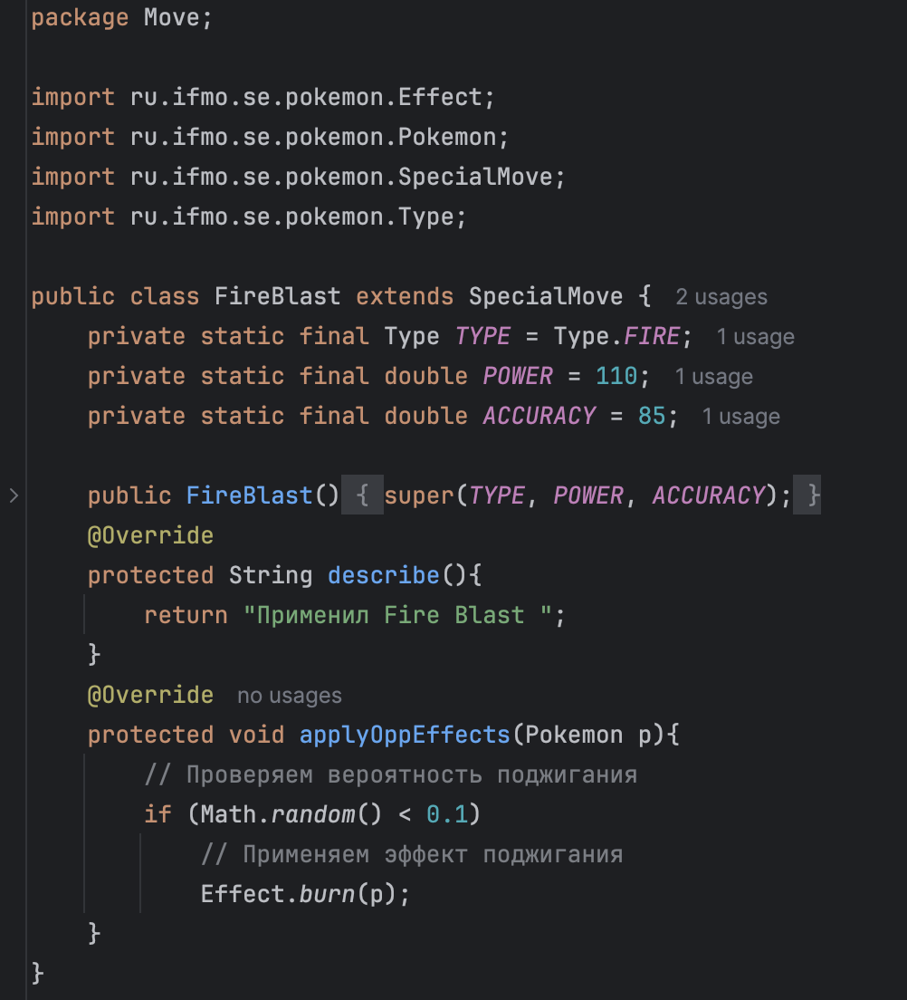 package Move;
import ru.ifmo.se.pokemon.Effect;
import ru.ifmo.se.pokemon.Pokemon;
import ru.ifmo.se.pokemon.SpecialMove;
import ru.ifmo.se.pokemon.Type;
public class FireBlast extends SpecialMove { 2 usages
private static final Type TYPE = Type.FIRE; 1 usage
private static final double POWER = 110; 1 usage
private static final double ACCURACY = 85; 1 usage
public FireBlast() { super(TYPE, POWER, ACCURACY); }
@Override
protected String describe(){
return "Применил Fire Blast ";
}
@Override no usages
protected void applyOppEffects(Pokemon p){
// Проверяем вероятность поджигания
if (Math.random() < 0.1)
// Применяем эффект поджигания
Effect.burn(p);
}
}